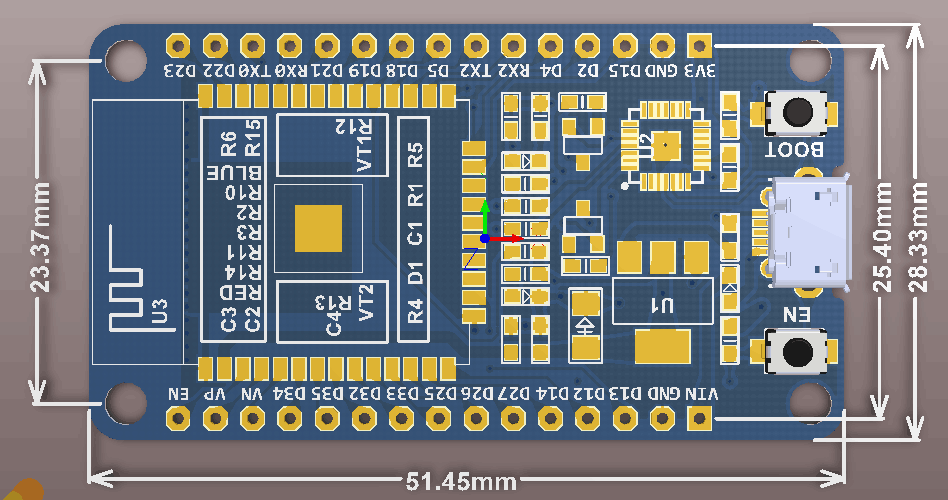 D23 D22 TX0 RX0 D21 D19 D18 D5 TX2 RX2 D4 D2 D15 GND 3V3
R6 R15
R12
VT1
R5
BLUE
R10
R2
R3
R11
R14
RED
C3 C2
R1
C1
D1
R4
C4
R13
VT2
U3
U1
BOOT
EN
EN VP VN D34 D35 D32 D33 D25 D26 D27 D14 D12 D13 GND VIN
23.37mm
25.40mm
28.33mm
51.45mm